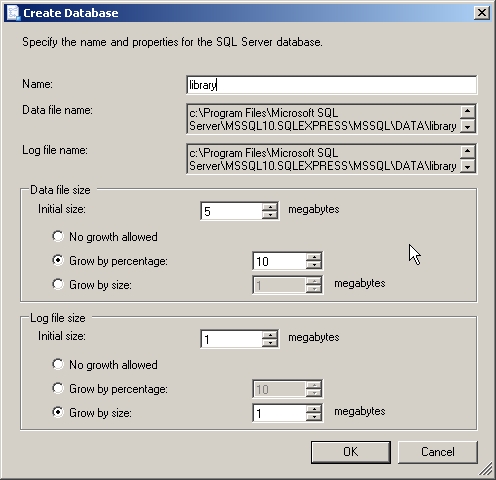 Create Database
Specify the name and properties for the SQL Server database.
Name:
library
Data file name:
c:\Program Files\Microsoft SQL
Server\MSSQL10.SQLEXPRESS\MSSQL\DATA\library
Log file name:
c:\Program Files\Microsoft SQL
Server\MSSQL10.SQLEXPRESS\MSSQL\DATA\library
Data file size
Initial size: 5 megabytes
No growth allowed
Grow by percentage: 10
Grow by size: 1 megabytes
Log file size
Initial size: 1 megabytes
No growth allowed
Grow by percentage: 10
Grow by size: 1 megabytes
OK Cancel